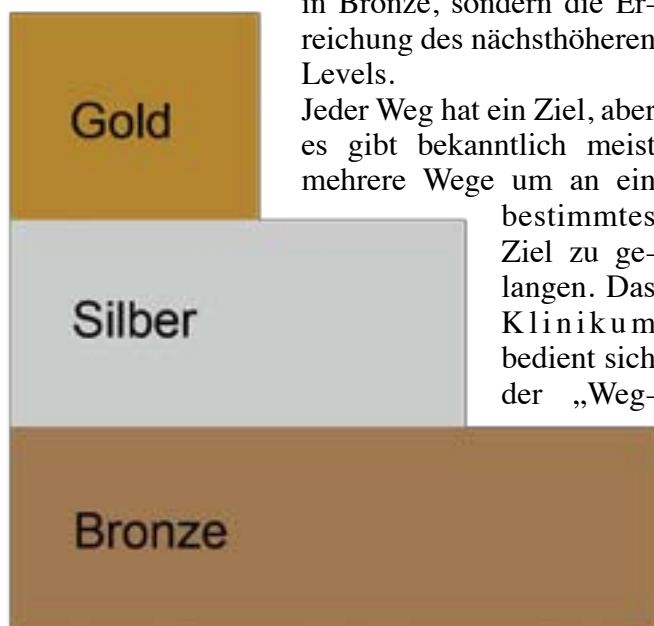 in Bronze, sondern die Er-
reichung des nächsthöheren
Levels.
Jeder Weg hat ein Ziel, aber
es gibt bekanntlich meist
mehrere Wege um an ein
bestimmtes
Ziel zu ge-
langen. Das
Klinikum
bedient sich
der „Weg-
Gold
Silber
Bronze